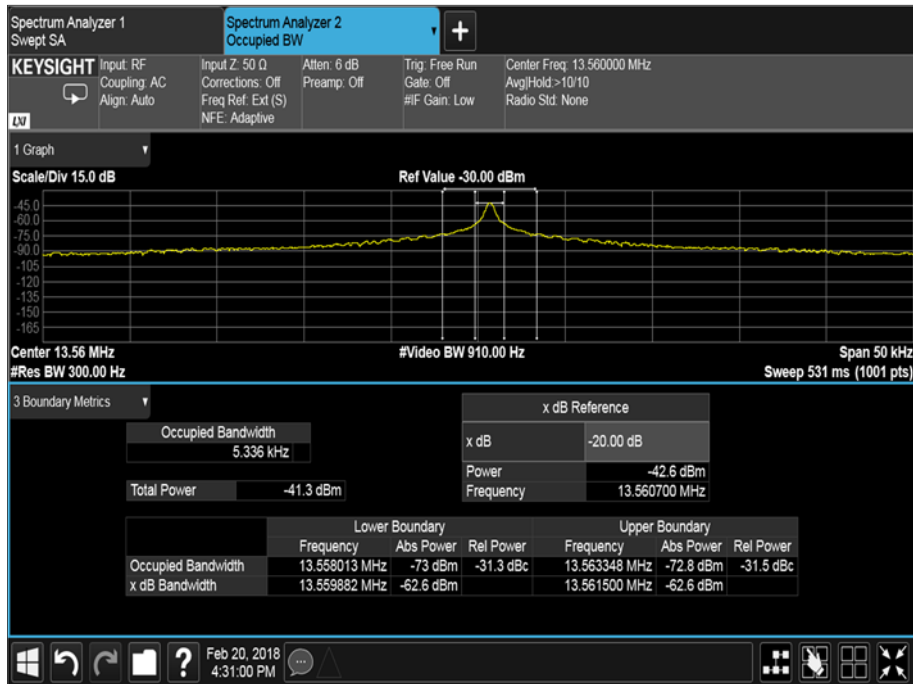 Spectrum Analyzer 1
Swept SA
Spectrum Analyzer 2
Occupied BW
+
KEYSIGHT
LXI
Input: RF
Coupling: AC
Align: Auto
Input Z: 50 Ω
Corrections: Off
Freq Ref: Ext (S)
NFE: Adaptive
Atten: 6 dB
Preamp: Off
Trig: Free Run
Gate: Off
#IF Gain: Low
Center Freq: 13.560000 MHz
Avg|Hold:>10/10
Radio Std: None
1 Graph
Scale/Div 15.0 dB
Ref Value -30.00 dBm
-45.0
-60.0
-75.0
-90.0
-105
-120
-135
-150
-165
Center 13.56 MHz
#Video BW 910.00 Hz
Span 50 kHz
#Res BW 300.00 Hz
Sweep 531 ms (1001 pts)
3 Boundary Metrics
Occupied Bandwidth
5.336 kHz
Total Power -41.3 dBm
x dB Reference
x dB -20.00 dB
Power -42.6 dBm
Frequency 13.560700 MHz
Lower Boundary Upper Boundary
Frequency Abs Power Rel Power Frequency Abs Power Rel Power
Occupied Bandwidth 13.558013 MHz -73 dBm -31.3 dBc 13.563348 MHz -72.8 dBm -31.5 dBc
x dB Bandwidth 13.559882 MHz -62.6 dBm 13.561500 MHz -62.6 dBm
?
Feb 20, 2018
4:31:00 PM